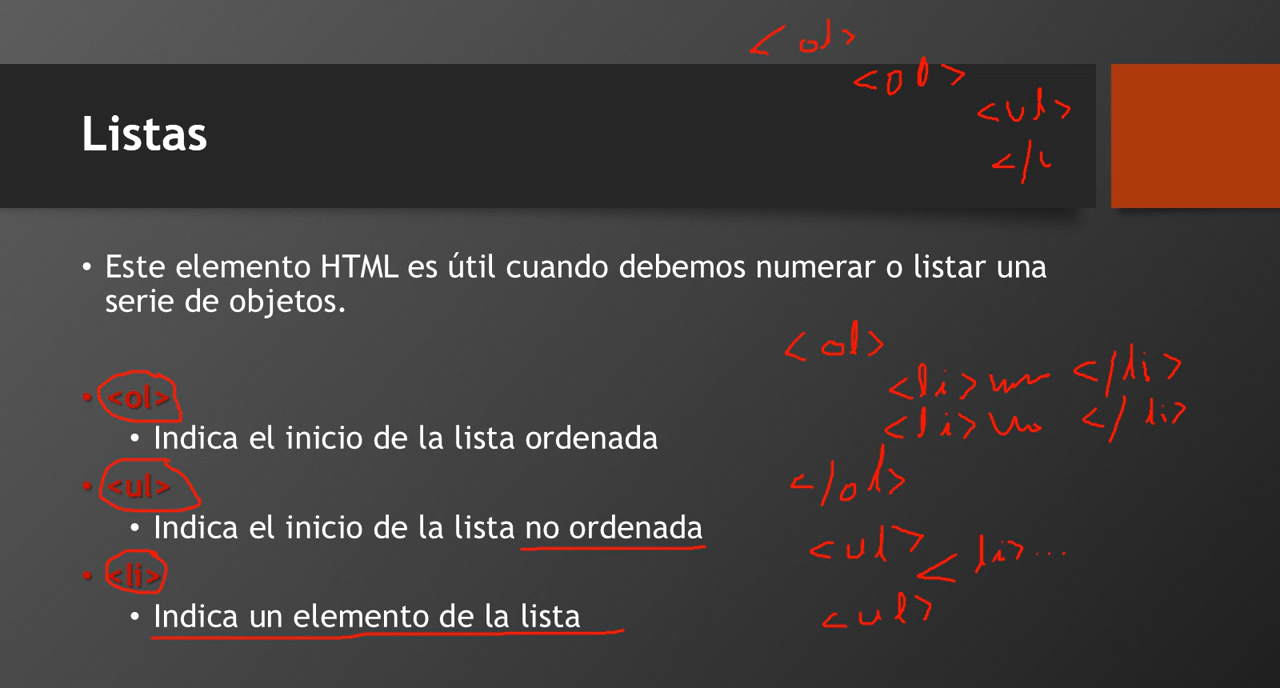 <ol>
<ol>
<ul>
</
Listas
• Este elemento HTML es útil cuando debemos numerar o listar una
serie de objetos.
<ol>
<li> </li>
• <ol>
<li> </li>
• Indica el inicio de la lista ordenada
</ol>
• <ul>
• Indica el inicio de la lista no ordenada
<ul>
<li>...
• <li>
<ul>
• Indica un elemento de la lista